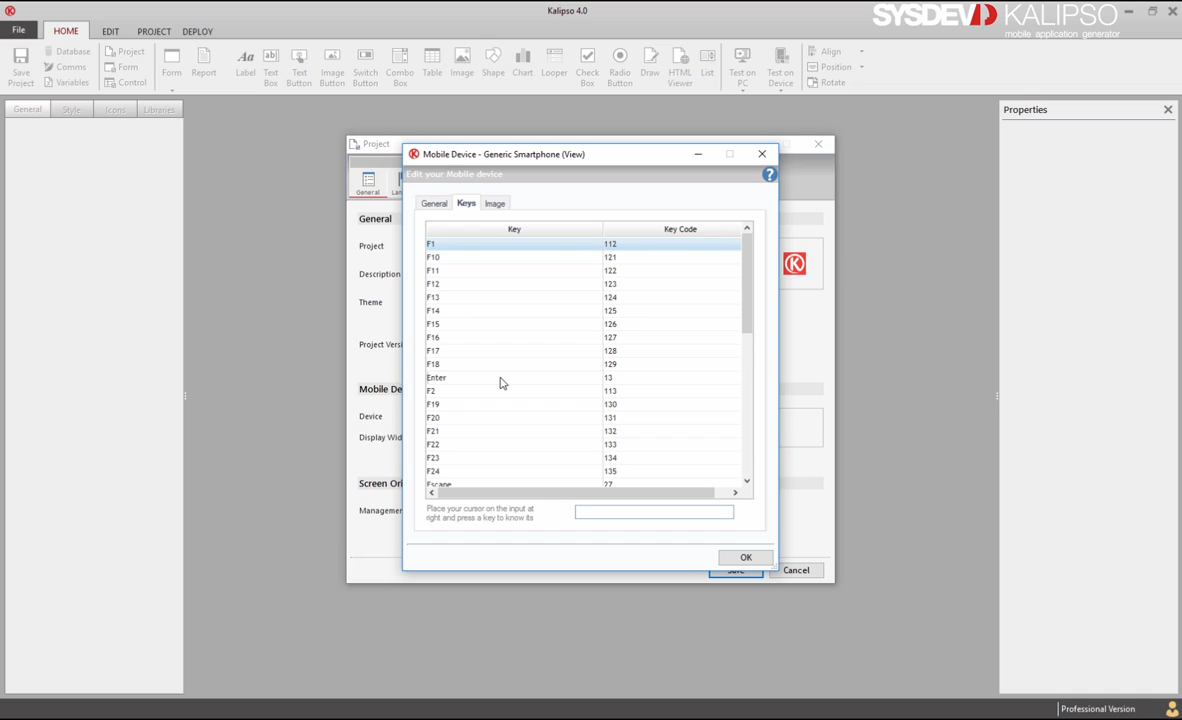 Kalipso 4.0
SYSDEV KALIPSO
mobile application generator
File HOME EDIT PROJECT DEPLOY
Save Project
Database
Comms
Variables
Project
Form
Control
Form
Report
Label
Text Box
Text Button
Image Button
Switch Button
Combo Box
Table
Image
Shape
Chart
Looper
Check Box
Radio Button
Draw
HTML Viewer
List
Test on PC
Test on Device
Align
Position
Rotate
General Style Icons Libraries
Properties
Project
General
General
Project
Description
Theme
Device
Display Wid
Save Cancel
Mobile Device - Generic Smartphone (View)
Edit your Mobile device
General Keys Image
Key Key Code
F1 112
F10 121
F11 122
F12 123
F13 124
F14 125
F15 126
F16 127
F17 128
F18 129
Enter 13
F2 113
F19 130
F20 131
F21 132
F22 133
F23 134
F24 135
Escape 27
Place your cursor on the input at
right and press a key to know its
OK
Professional Version